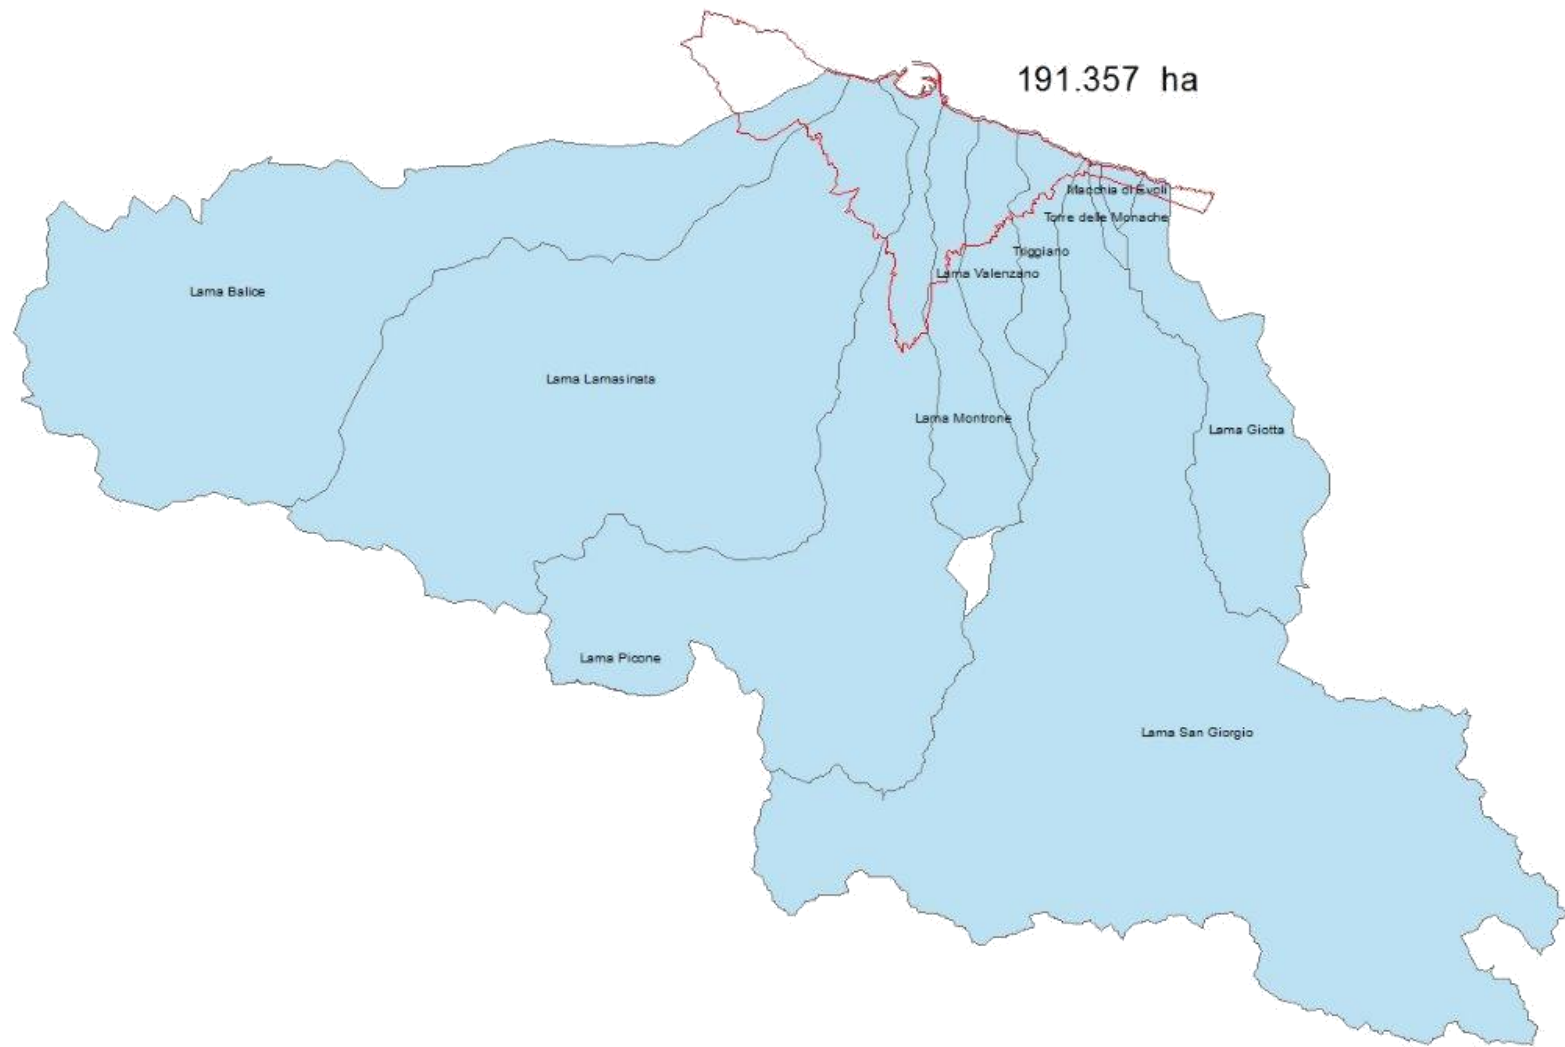 191.357 ha
Macchia di Evoli
Torre delle Monache
Triggiano
Lama Valenzano
Lama Balice
Lama Lamasinata
Lama Montrone
Lama Giotta
Lama Picone
Lama San Giorgio